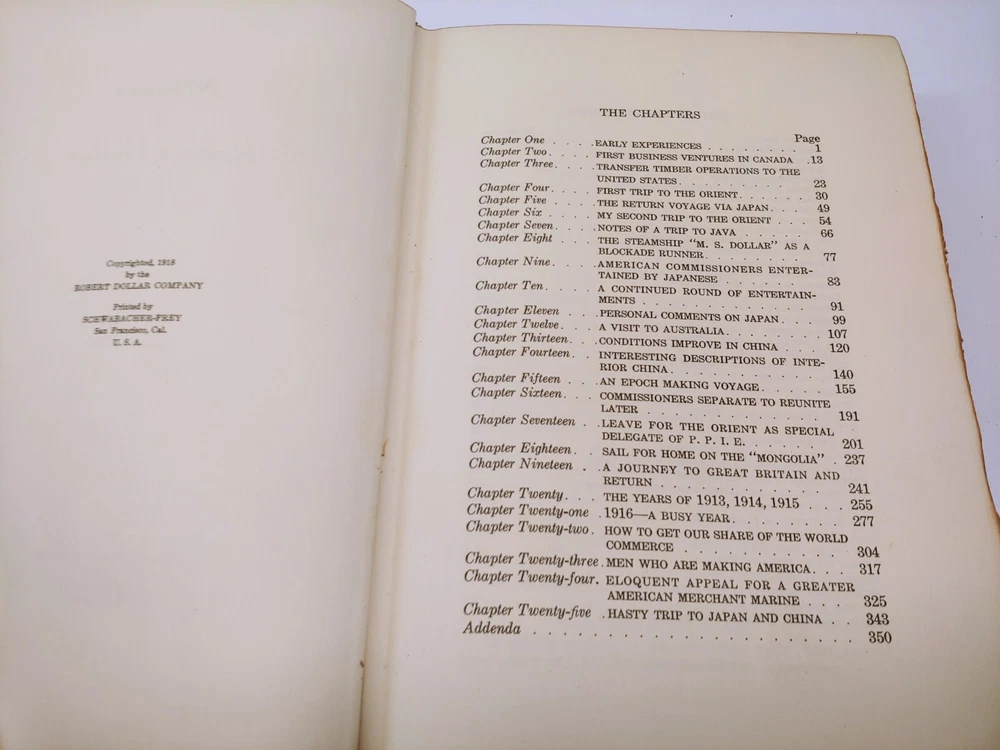 Copyrighted, 1918
by the
ROBERT DOLLAR COMPANY
Printed by
SCHWABACHER-FREY
San Francisco, Cal.
U. S. A.
THE CHAPTERS
Page
Chapter One . . . . EARLY EXPERIENCES . . . . . . . . 1
Chapter Two . . . . FIRST BUSINESS VENTURES IN CANADA . 13
Chapter Three . . . . TRANSFER TIMBER OPERATIONS TO THE
UNITED STATES . . . . . . . . . 23
Chapter Four . . . . FIRST TRIP TO THE ORIENT . . . . . . 30
Chapter Five . . . . THE RETURN VOYAGE VIA JAPAN . . . . 49
Chapter Six . . . . MY SECOND TRIP TO THE ORIENT . . . 54
Chapter Seven . . . . NOTES OF A TRIP TO JAVA . . . . . . 66
Chapter Eight . . . THE STEAMSHIP "M. S. DOLLAR" AS A
BLOCKADE RUNNER . . . . . . . . 77
Chapter Nine . . . . AMERICAN COMMISSIONERS ENTER-
TAINED BY JAPANESE . . . . . . 83
Chapter Ten . . . . A CONTINUED ROUND OF ENTERTAIN-
MENTS . . . . . . . . . . . . 91
Chapter Eleven . . . PERSONAL COMMENTS ON JAPAN . . . 99
Chapter Twelve . . . A VISIT TO AUSTRALIA . . . . . . . 107
Chapter Thirteen . . . CONDITIONS IMPROVE IN CHINA . . . 120
Chapter Fourteen . . INTERESTING DESCRIPTIONS OF INTE-
RIOR CHINA . . . . . . . . . . 140
Chapter Fifteen . . . AN EPOCH MAKING VOYAGE . . . . . 155
Chapter Sixteen . . . COMMISSIONERS SEPARATE TO REUNITE
LATER . . . . . . . . . . . . 191
Chapter Seventeen . . LEAVE FOR THE ORIENT AS SPECIAL
DELEGATE OF P. P. I. E. . . . . . . 201
Chapter Eighteen . . SAIL FOR HOME ON THE "MONGOLIA" . 237
Chapter Nineteen . . A JOURNEY TO GREAT BRITAIN AND
RETURN . . . . . . . . . . . . 241
Chapter Twenty . . . THE YEARS OF 1913, 1914, 1915 . . . 255
Chapter Twenty-one . 1916—A BUSY YEAR . . . . . . . . 277
Chapter Twenty-two . HOW TO GET OUR SHARE OF THE WORLD
COMMERCE . . . . . . . . . . . 304
Chapter Twenty-three . MEN WHO ARE MAKING AMERICA . . . 317
Chapter Twenty-four . ELOQUENT APPEAL FOR A GREATER
AMERICAN MERCHANT MARINE . . . 325
Chapter Twenty-five . HASTY TRIP TO JAPAN AND CHINA . . 343
Addenda . . . . . . . . . . . . . . . . . . . . . 350